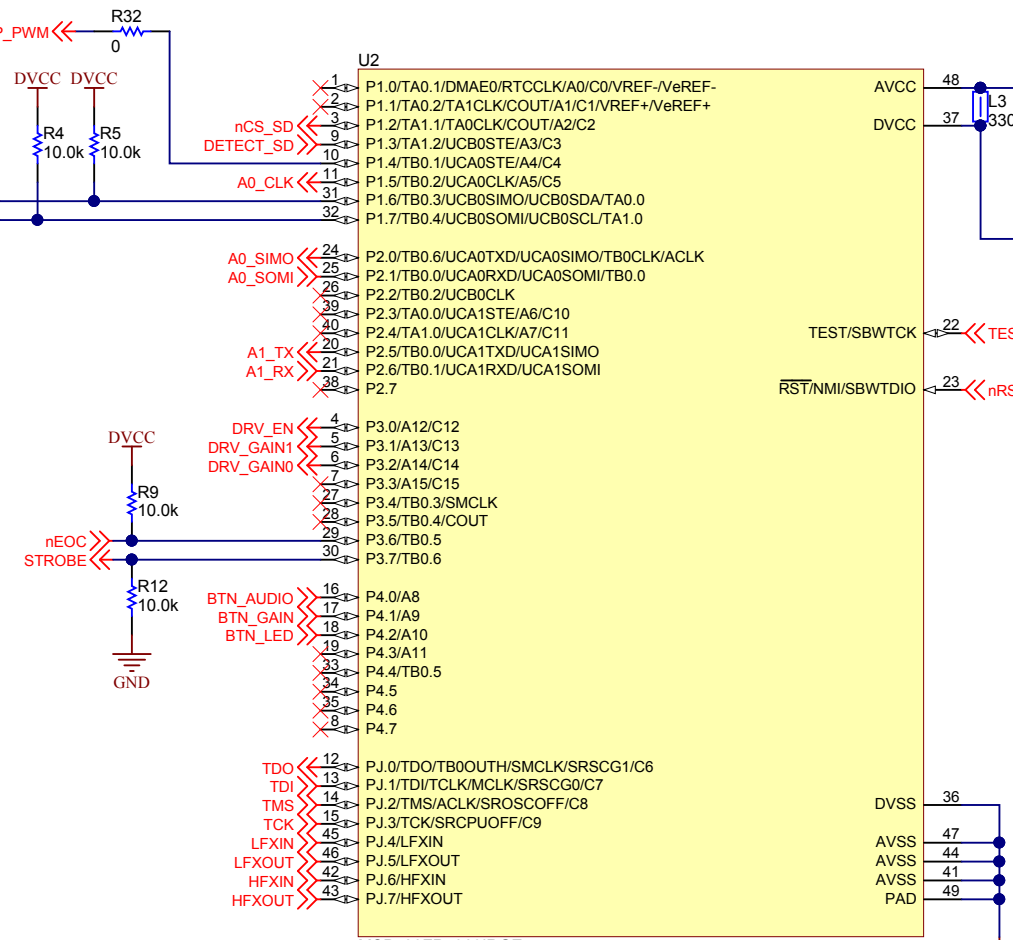 R32
P_PWM
0
U2
DVCC DVCC
R4
10.0k
R5
10.0k
1 P1.0/TA0.1/DMAE0/RTCCLK/A0/C0/VREF-/VeREF-
2 P1.1/TA0.2/TA1CLK/COUT/A1/C1/VREF+/VeREF+
nCS_SD 3 P1.2/TA1.1/TA0CLK/COUT/A2/C2
DETECT_SD 9 P1.3/TA1.2/UCB0STE/A3/C3
10 P1.4/TB0.1/UCA0STE/A4/C4
A0_CLK 11 P1.5/TB0.2/UCA0CLK/A5/C5
31 P1.6/TB0.3/UCB0SIMO/UCB0SDA/TA0.0
32 P1.7/TB0.4/UCB0SOMI/UCB0SCL/TA1.0
A0_SIMO 24 P2.0/TB0.6/UCA0TXD/UCA0SIMO/TB0CLK/ACLK
A0_SOMI 25 P2.1/TB0.0/UCA0RXD/UCA0SOMI/TB0.0
26 P2.2/TB0.2/UCB0CLK
39 P2.3/TA0.0/UCA1STE/A6/C10
40 P2.4/TA1.0/UCA1CLK/A7/C11
A1_TX 20 P2.5/TB0.0/UCA1TXD/UCA1SIMO
A1_RX 21 P2.6/TB0.1/UCA1RXD/UCA1SOMI
38 P2.7
DRV_EN 4 P3.0/A12/C12
DRV_GAIN1 5 P3.1/A13/C13
DRV_GAIN0 6 P3.2/A14/C14
7 P3.3/A15/C15
27 P3.4/TB0.3/SMCLK
28 P3.5/TB0.4/COUT
nEOC 29 P3.6/TB0.5
STROBE 30 P3.7/TB0.6
DVCC
R9
10.0k
R12
10.0k
GND
BTN_AUDIO 16 P4.0/A8
BTN_GAIN 17 P4.1/A9
BTN_LED 18 P4.2/A10
19 P4.3/A11
33 P4.4/TB0.5
34 P4.5
35 P4.6
8 P4.7
TDO 12 PJ.0/TDO/TB0OUTH/SMCLK/SRSCG1/C6
TDI 13 PJ.1/TDI/TCLK/MCLK/SRSCG0/C7
TMS 14 PJ.2/TMS/ACLK/SROSCOFF/C8
TCK 15 PJ.3/TCK/SRCPUOFF/C9
LFXIN 45 PJ.4/LFXIN
LFXOUT 46 PJ.5/LFXOUT
HFXIN 42 PJ.6/HFXIN
HFXOUT 43 PJ.7/HFXOUT
AVCC 48
DVCC 37
L3
330
TEST/SBWTCK 22 TES
RST/NMI/SBWTDIO 23 nRS
DVSS 36
AVSS 47
AVSS 44
AVSS 41
PAD 49